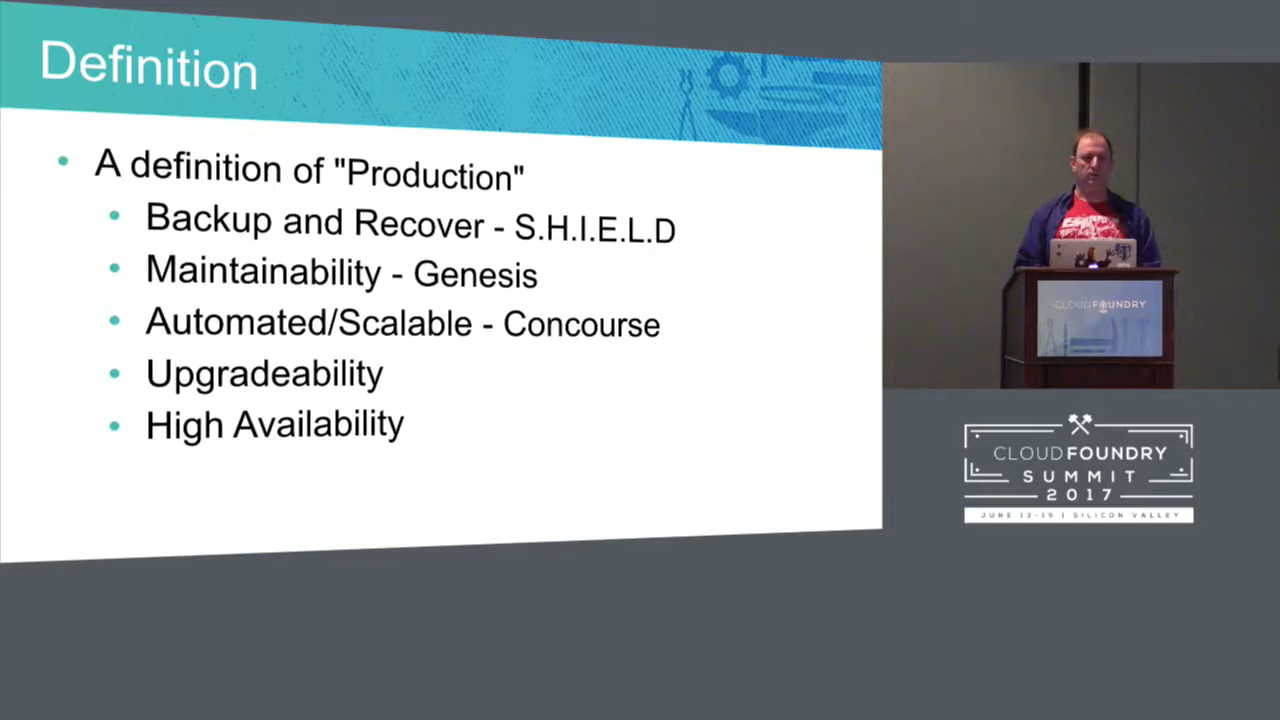 Definition
• A definition of "Production"
• Backup and Recover - S.H.I.E.L.D
• Maintainability - Genesis
• Automated/Scalable - Concourse
• Upgradeability
• High Availability
CLOUDFOUNDRY
CLOUDFOUNDRY
SUMMIT
2017
JUNE 13-15 | SILICON VALLEY